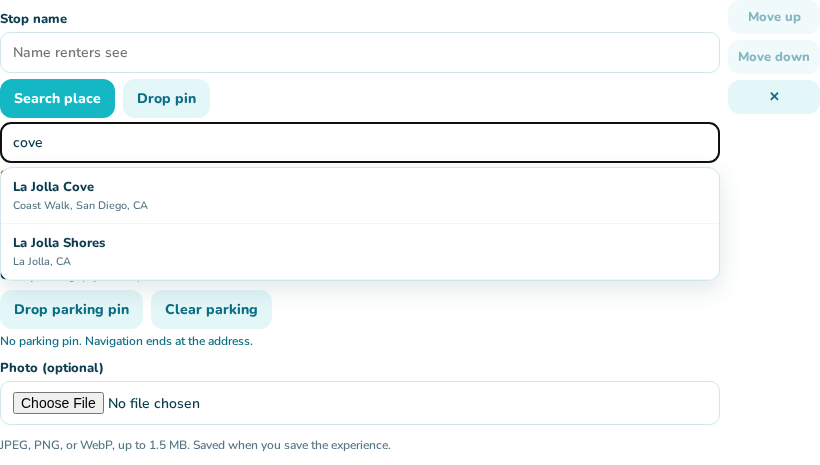 Stop name
Move up
Name renters see
Move down
Search place
Drop pin
×
cove
La Jolla Cove
Coast Walk, San Diego, CA
La Jolla Shores
La Jolla, CA
Drop parking pin
Clear parking
No parking pin. Navigation ends at the address.
Photo (optional)
Choose File No file chosen
JPEG, PNG, or WebP, up to 1.5 MB. Saved when you save the experience.